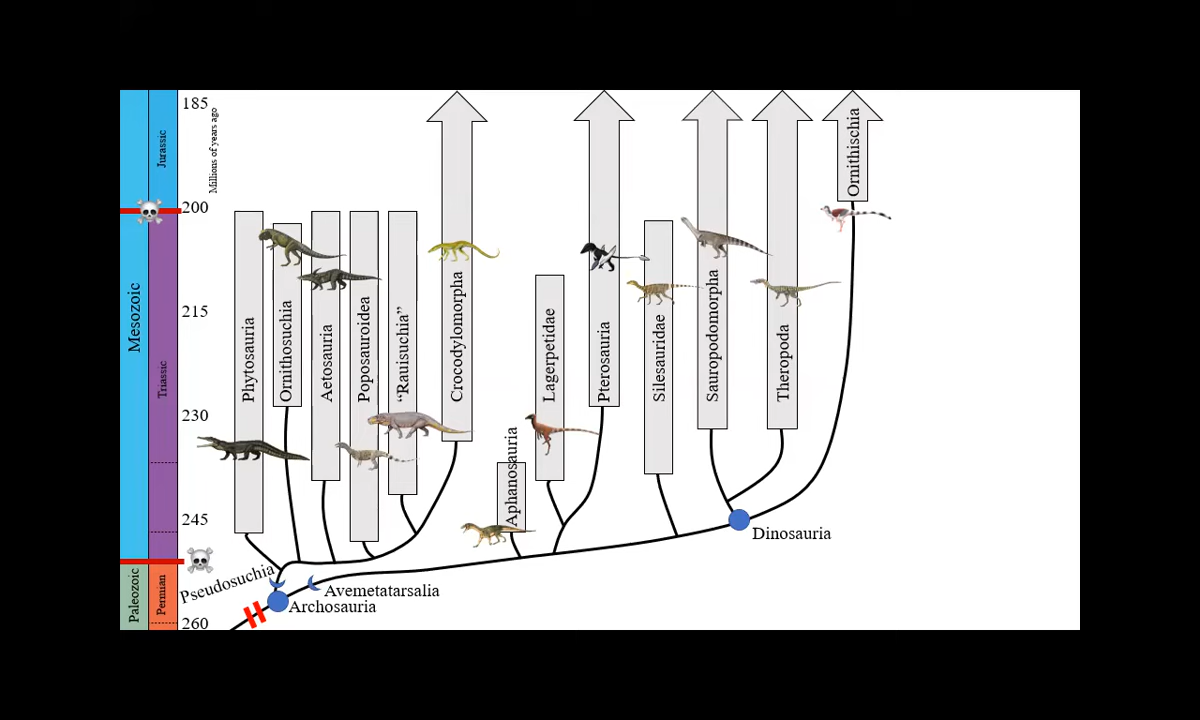 185
Millions of years ago
Jurassic
200
Mesozoic
215
Triassic
230
245
260
Paleozoic
Permian
Phytosauria
Ornithosuchia
Aetosauria
Poposauroidea
“Rauisuchia”
Crocodylomorpha
Aphanosauria
Lagerpetidae
Pterosauria
Silesauridae
Sauropodomorpha
Theropoda
Ornithischia
Dinosauria
Pseudosuchia
Avemetatarsalia
Archosauria